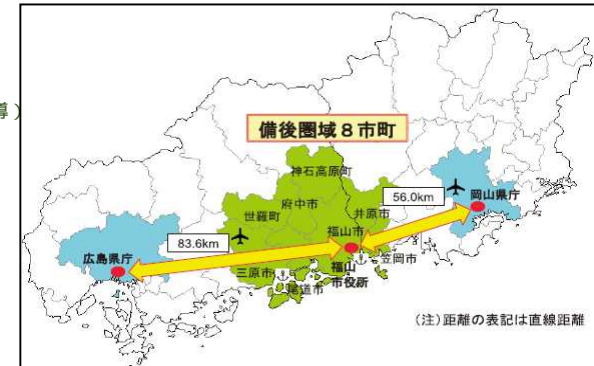 導)
備後圏域8市町
神石高原町
56.0km
岡山県庁
府中市
世羅町
井原市
83.6km
福山市
広島県庁
笠岡市
三原市
福山
市役所
尾道市
(注)距離の表記は直線距離